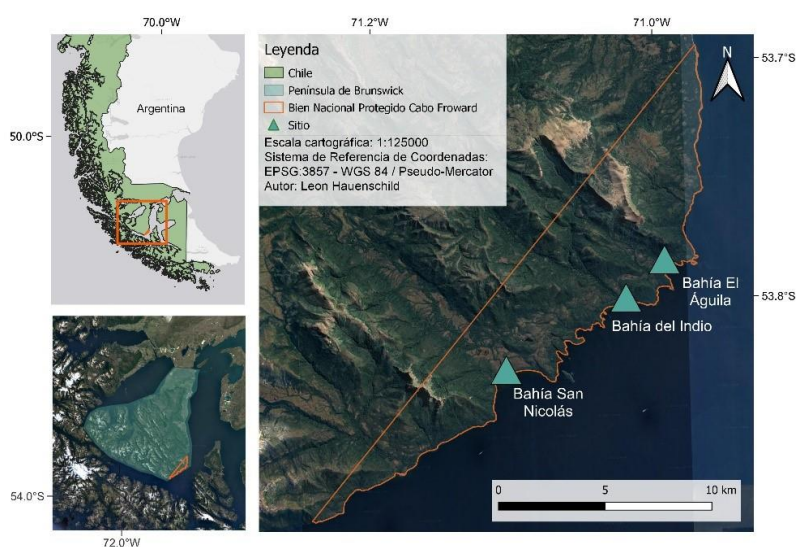 70.0°W
71.2°W
71.0°W
50.0°S
Argentina
Leyenda
Chile
Península de Brunswick
Bien Nacional Protegido Cabo Froward
Sitio
Escala cartográfica: 1:125000
Sistema de Referencia de Coordenadas:
EPSG:3857 - WGS 84 / Pseudo-Mercator
Autor: Leon Hauenschild
N
53.7°S
Bahía El
Águila
Bahía del Indio
53.8°S
Bahía San
Nicolás
0
5
10 km
54.0°S
72.0°W